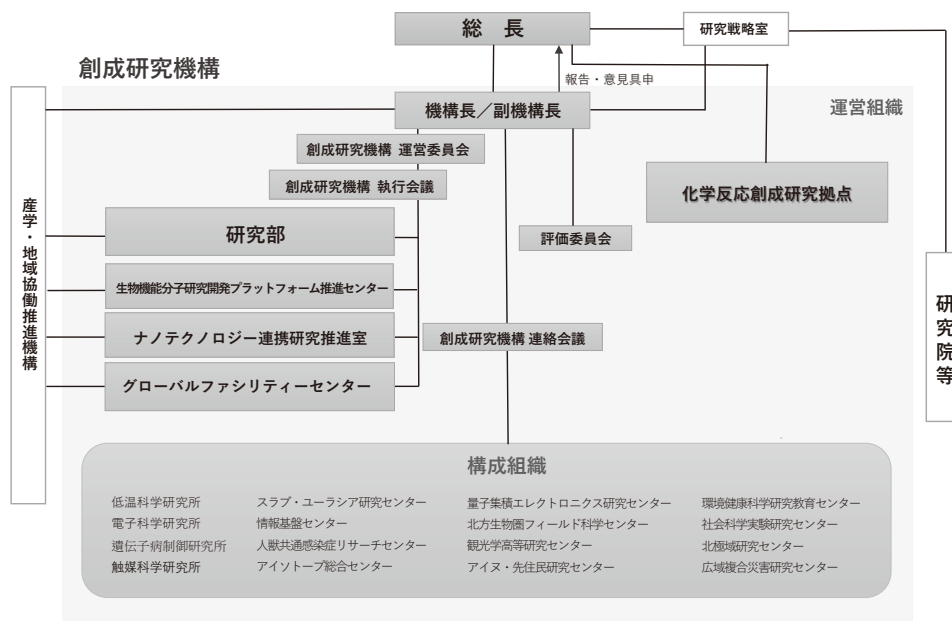 総 長
研究戦略室
創成研究機構
報告・意見具申
機構長／副機構長
運営組織
創成研究機構 運営委員会
創成研究機構 執行会議
化学反応創成研究拠点
産学・地域協働推進機構
研究部
評価委員会
生物機能分子研究開発プラットフォーム推進センター
ナノテクノロジー連携研究推進室
創成研究機構 連絡会議
グローバルファシリティーセンター
研究院等
構成組織
低温科学研究所
電子科学研究所
遺伝子病制御研究所
触媒科学研究所
スラブ・ユーラシア研究センター
情報基盤センター
人獣共通感染症リサーチセンター
アイソトープ総合センター
量子集積エレクトロニクス研究センター
北方生物圏フィールド科学センター
観光学高等研究センター
アイヌ・先住民研究センター
環境健康科学研究教育センター
社会科学実験研究センター
北極域研究センター
広域複合災害研究センター